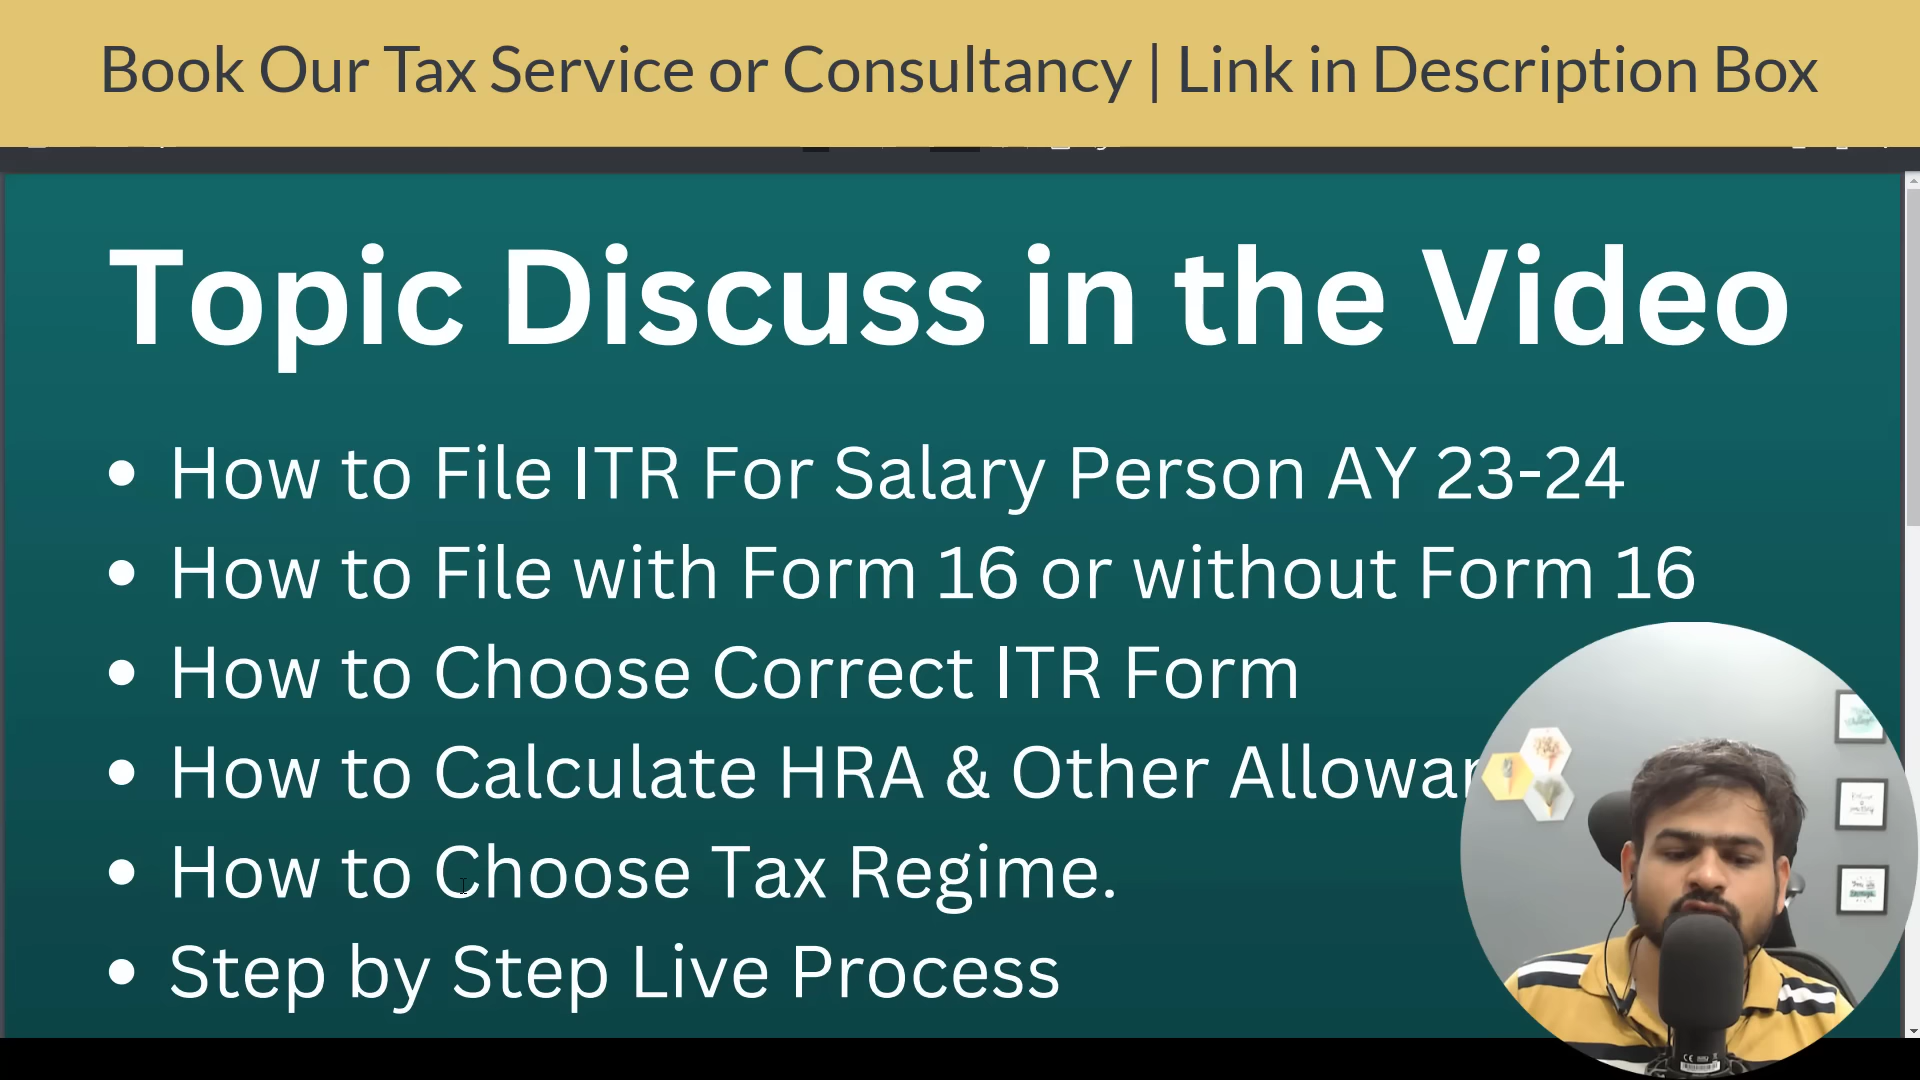 Book Our Tax Service or Consultancy | Link in Description Box
Topic Discuss in the Video
• How to File ITR For Salary Person AY 23-24
• How to File with Form 16 or without Form 16
• How to Choose Correct ITR Form
• How to Calculate HRA & Other
• How to Choose Tax Regime.
• Step by Step Live Process